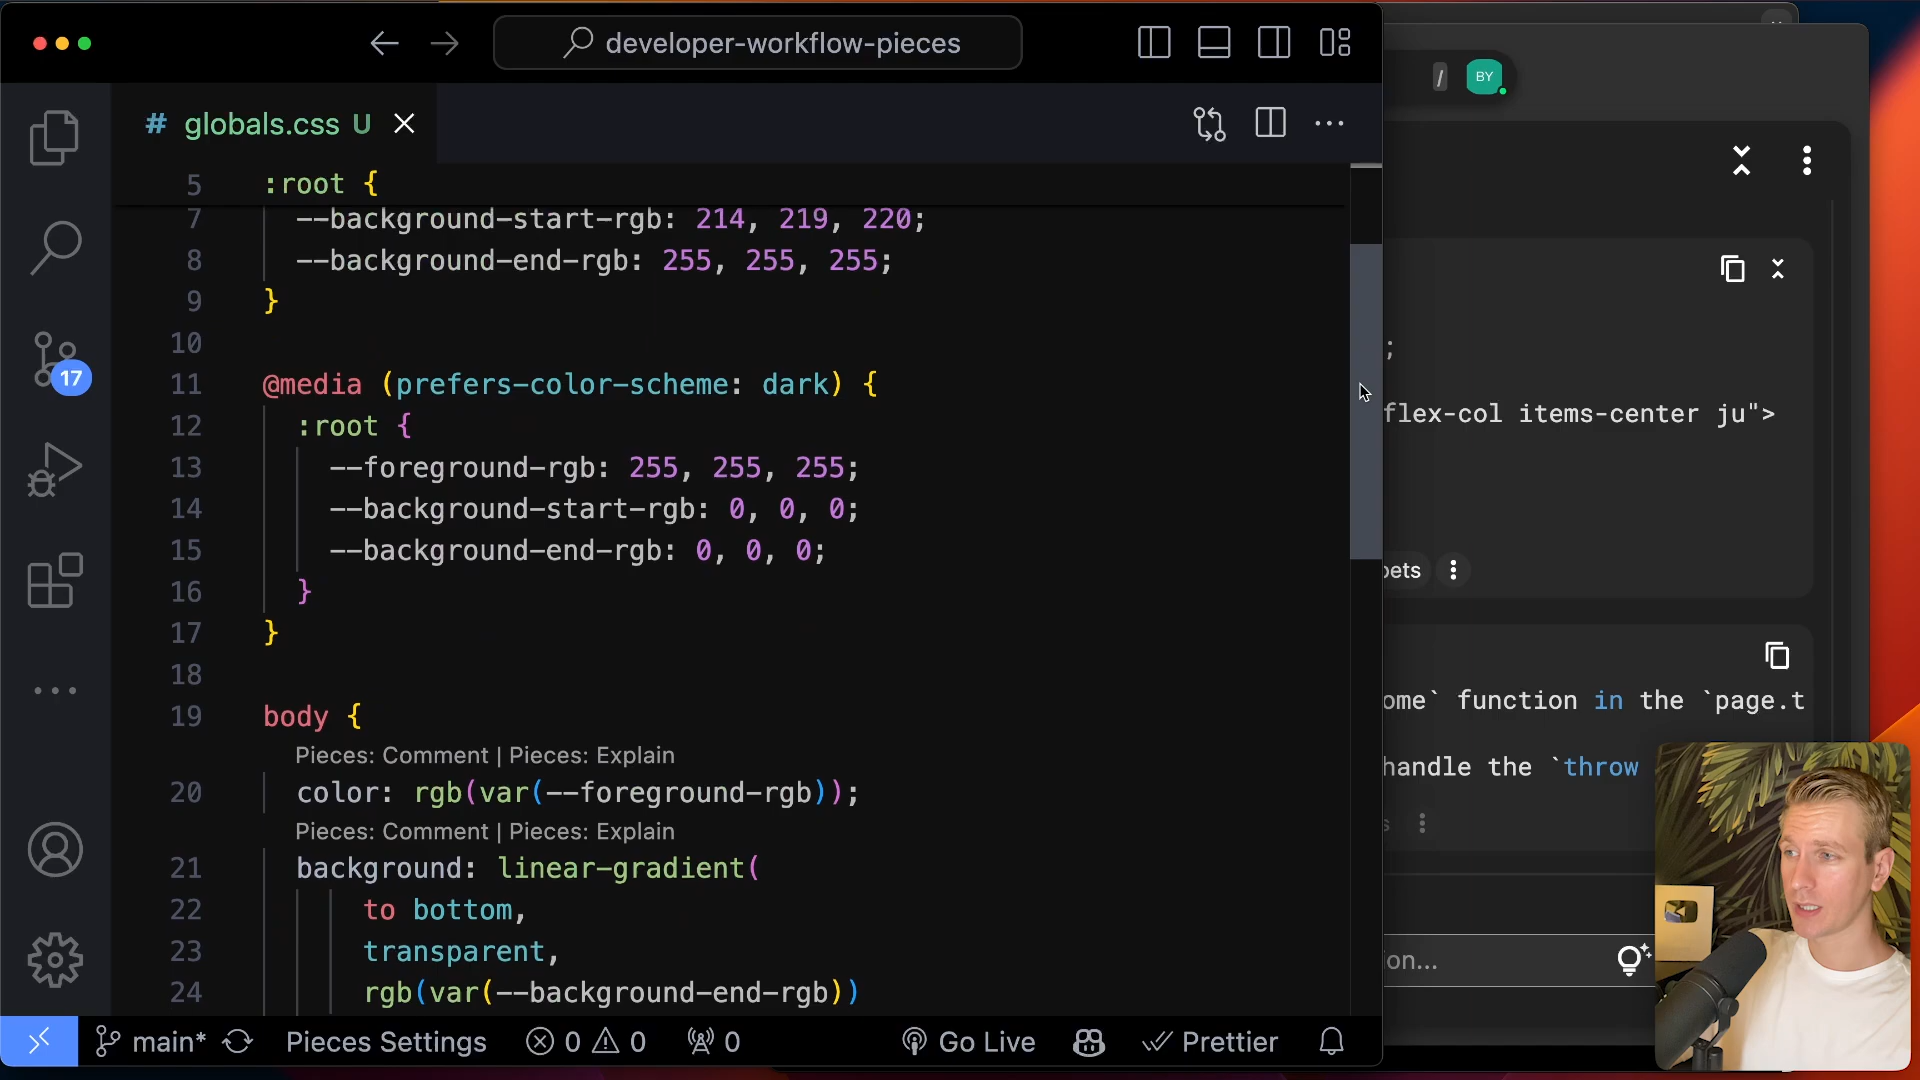 developer-workflow-pieces
/
BY
# globals.css U
5 :root {
7 --background-start-rgb: 214, 219, 220;
8 --background-end-rgb: 255, 255, 255;
9 }
10
11 @media (prefers-color-scheme: dark) {
12 :root {
13 --foreground-rgb: 255, 255, 255;
14 --background-start-rgb: 0, 0, 0;
15 --background-end-rgb: 0, 0, 0;
16 }
17 }
18
19 body {
Pieces: Comment | Pieces: Explain
20 color: rgb(var(--foreground-rgb));
Pieces: Comment | Pieces: Explain
21 background: linear-gradient(
22 to bottom,
23 transparent,
24 rgb(var(--background-end-rgb))
17
;
flex-col items-center ju">
pets
ome` function in the `page.t
handle the `throw
s
ion...
main* Pieces Settings 0 0 0 Go Live Prettier